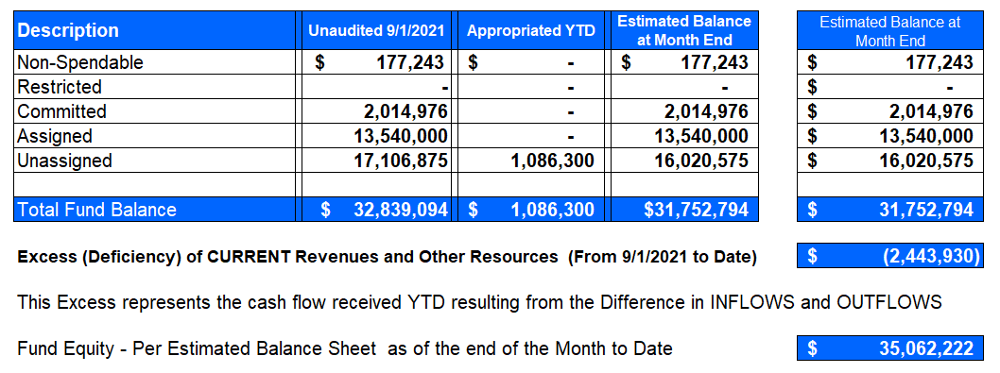 Description Unaudited 9/1/2021 Appropriated YTD Estimated Balance at Month End Estimated Balance at Month End
Non-Spendable $ 177,243 $ - $ 177,243 $ 177,243
Restricted - - - $ -
Committed 2,014,976 - 2,014,976 $ 2,014,976
Assigned 13,540,000 - 13,540,000 $ 13,540,000
Unassigned 17,106,875 1,086,300 16,020,575 $ 16,020,575
Total Fund Balance $ 32,839,094 $ 1,086,300 $31,752,794 $ 31,752,794
Excess (Deficiency) of CURRENT Revenues and Other Resources (From 9/1/2021 to Date) $ (2,443,930)
This Excess represents the cash flow received YTD resulting from the Difference in INFLOWS and OUTFLOWS
Fund Equity - Per Estimated Balance Sheet as of the end of the Month to Date $ 35,062,222